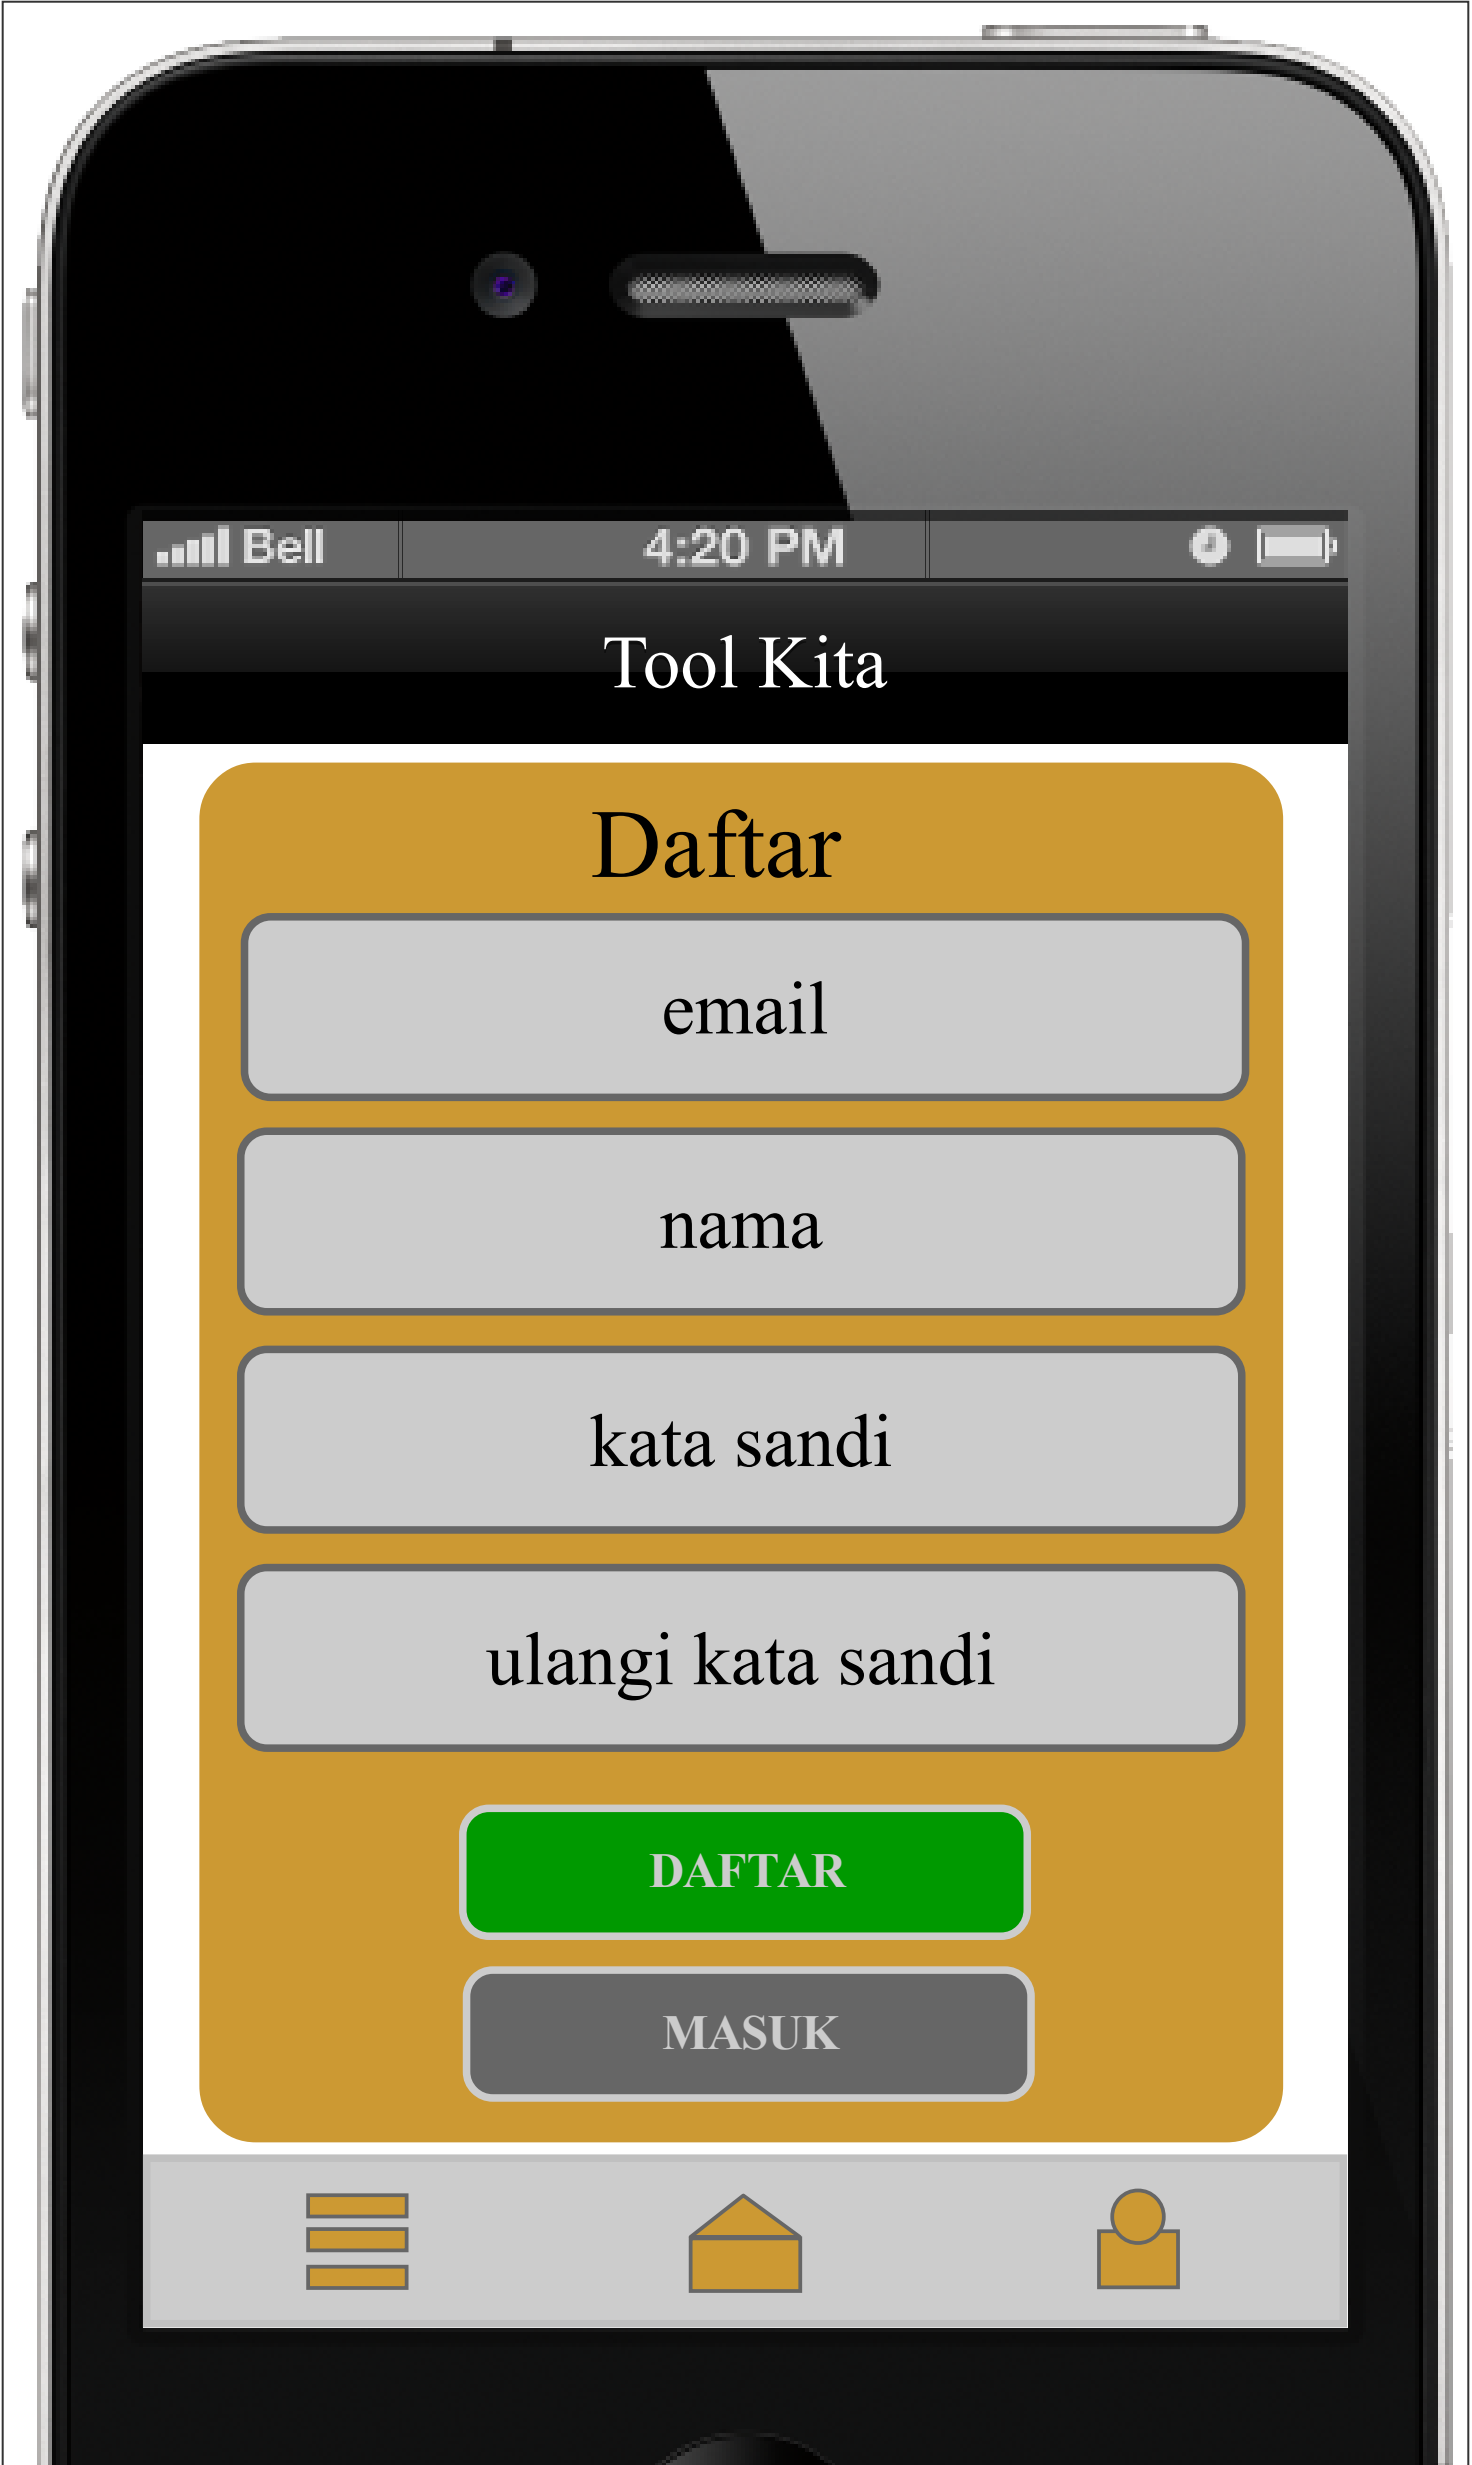 Bell 4:20 PM
Tool Kita
Daftar
email
nama
kata sandi
ulangi kata sandi
DAFTAR
MASUK